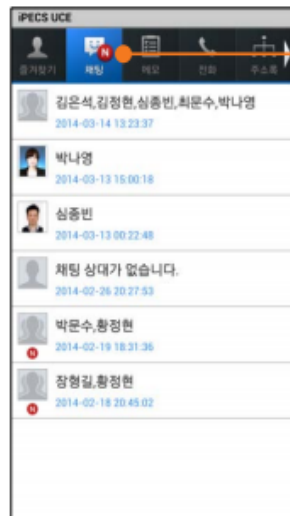 iPECS UCE
즐겨찾기 채팅 메모 전화 주소록
N
김은석,김정현,심종빈,최문수,박나영
2014-03-14 13:23:37
박나영
2014-03-13 15:00:18
심종빈
2014-03-13 00:22:48
채팅 상대가 없습니다.
2014-02-26 20:27:53
박문수,황정현
N
2014-02-19 18:31:36
장형길,황정현
N
2014-02-18 20:45:02